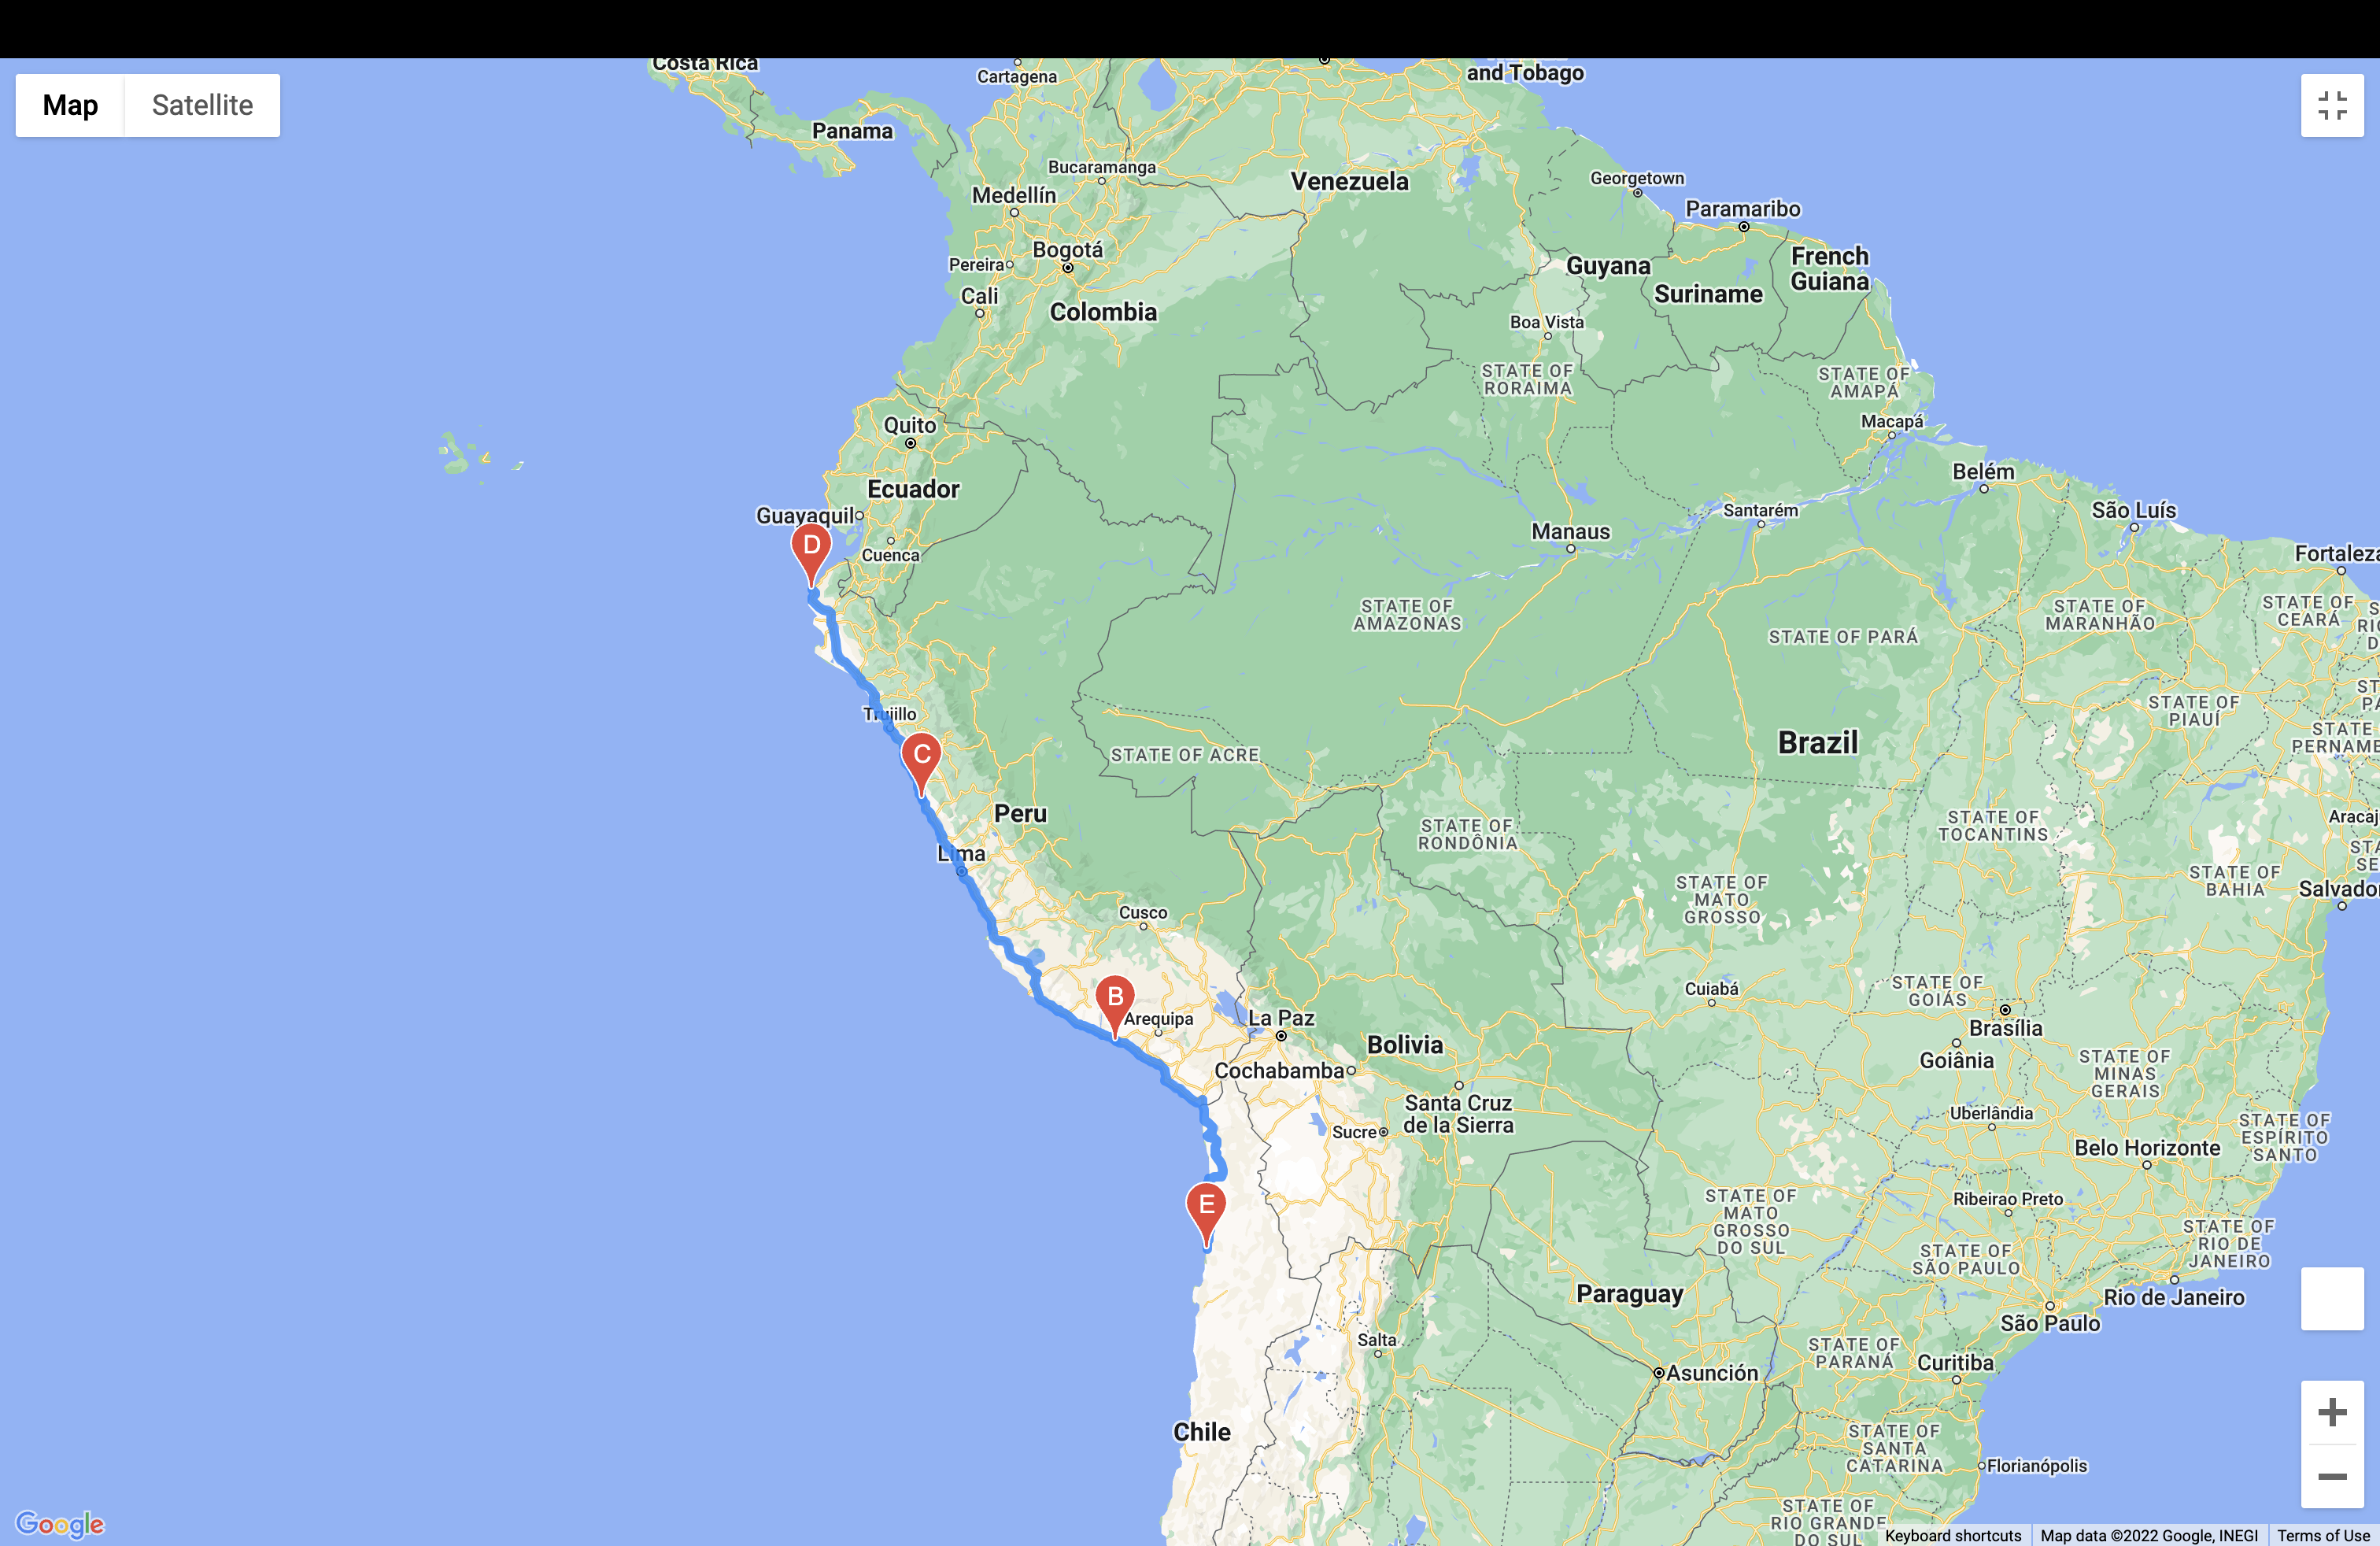 Costa Rica
Cartagena
and Tobago
Map
Satellite
Panama
Bucaramanga
Venezuela
Georgetown
Medellín
Paramaribo
Bogotá
Pereira
French
Guiana
Guyana
Cali
Suriname
Colombia
Boa Vista
STATE OF
RORAIMA
STATE OF
AMAPÁ
Macapá
Quito
Belém
Ecuador
Guayaquil
Santarém
São Luís
Manaus
D
Cuenca
Fortaleza
STATE OF
AMAZONAS
STATE OF PARÁ
STATE OF
MARANHÃO
STATE OF
CEARÁ
S
RIO
D
Trujillo
STATE OF
PIAUÍ
ST
PA
STATE
PERNAME
C
STATE OF ACRE
Brazil
Peru
STATE OF
RONDÔNIA
STATE OF
TOCANTINS
Aracaj
Lima
STA
SE
STATE OF
MATO
GROSSO
STATE OF
BAHIA
Salvador
Cusco
B
Arequipa
La Paz
Cuiabá
STATE OF
GOIÁS
Brasília
Bolivia
Goiânia
Cochabamba
STATE OF
MINAS
GERAIS
Santa Cruz
de la Sierra
Uberlândia
Sucre
STATE OF
ESPÍRITO
SANTO
Belo Horizonte
E
STATE OF
MATO
GROSSO
DO SUL
Ribeirao Preto
STATE OF
RIO DE
JANEIRO
STATE OF
SÃO PAULO
Paraguay
Rio de Janeiro
São Paulo
Salta
STATE OF
PARANÁ
Curitiba
Asunción
Chile
STATE OF
SANTA
CATARINA
Florianópolis
STATE OF
RIO GRANDE
DO SUL
Google
Keyboard shortcuts
Map data ©2022 Google, INEGI
Terms of Use